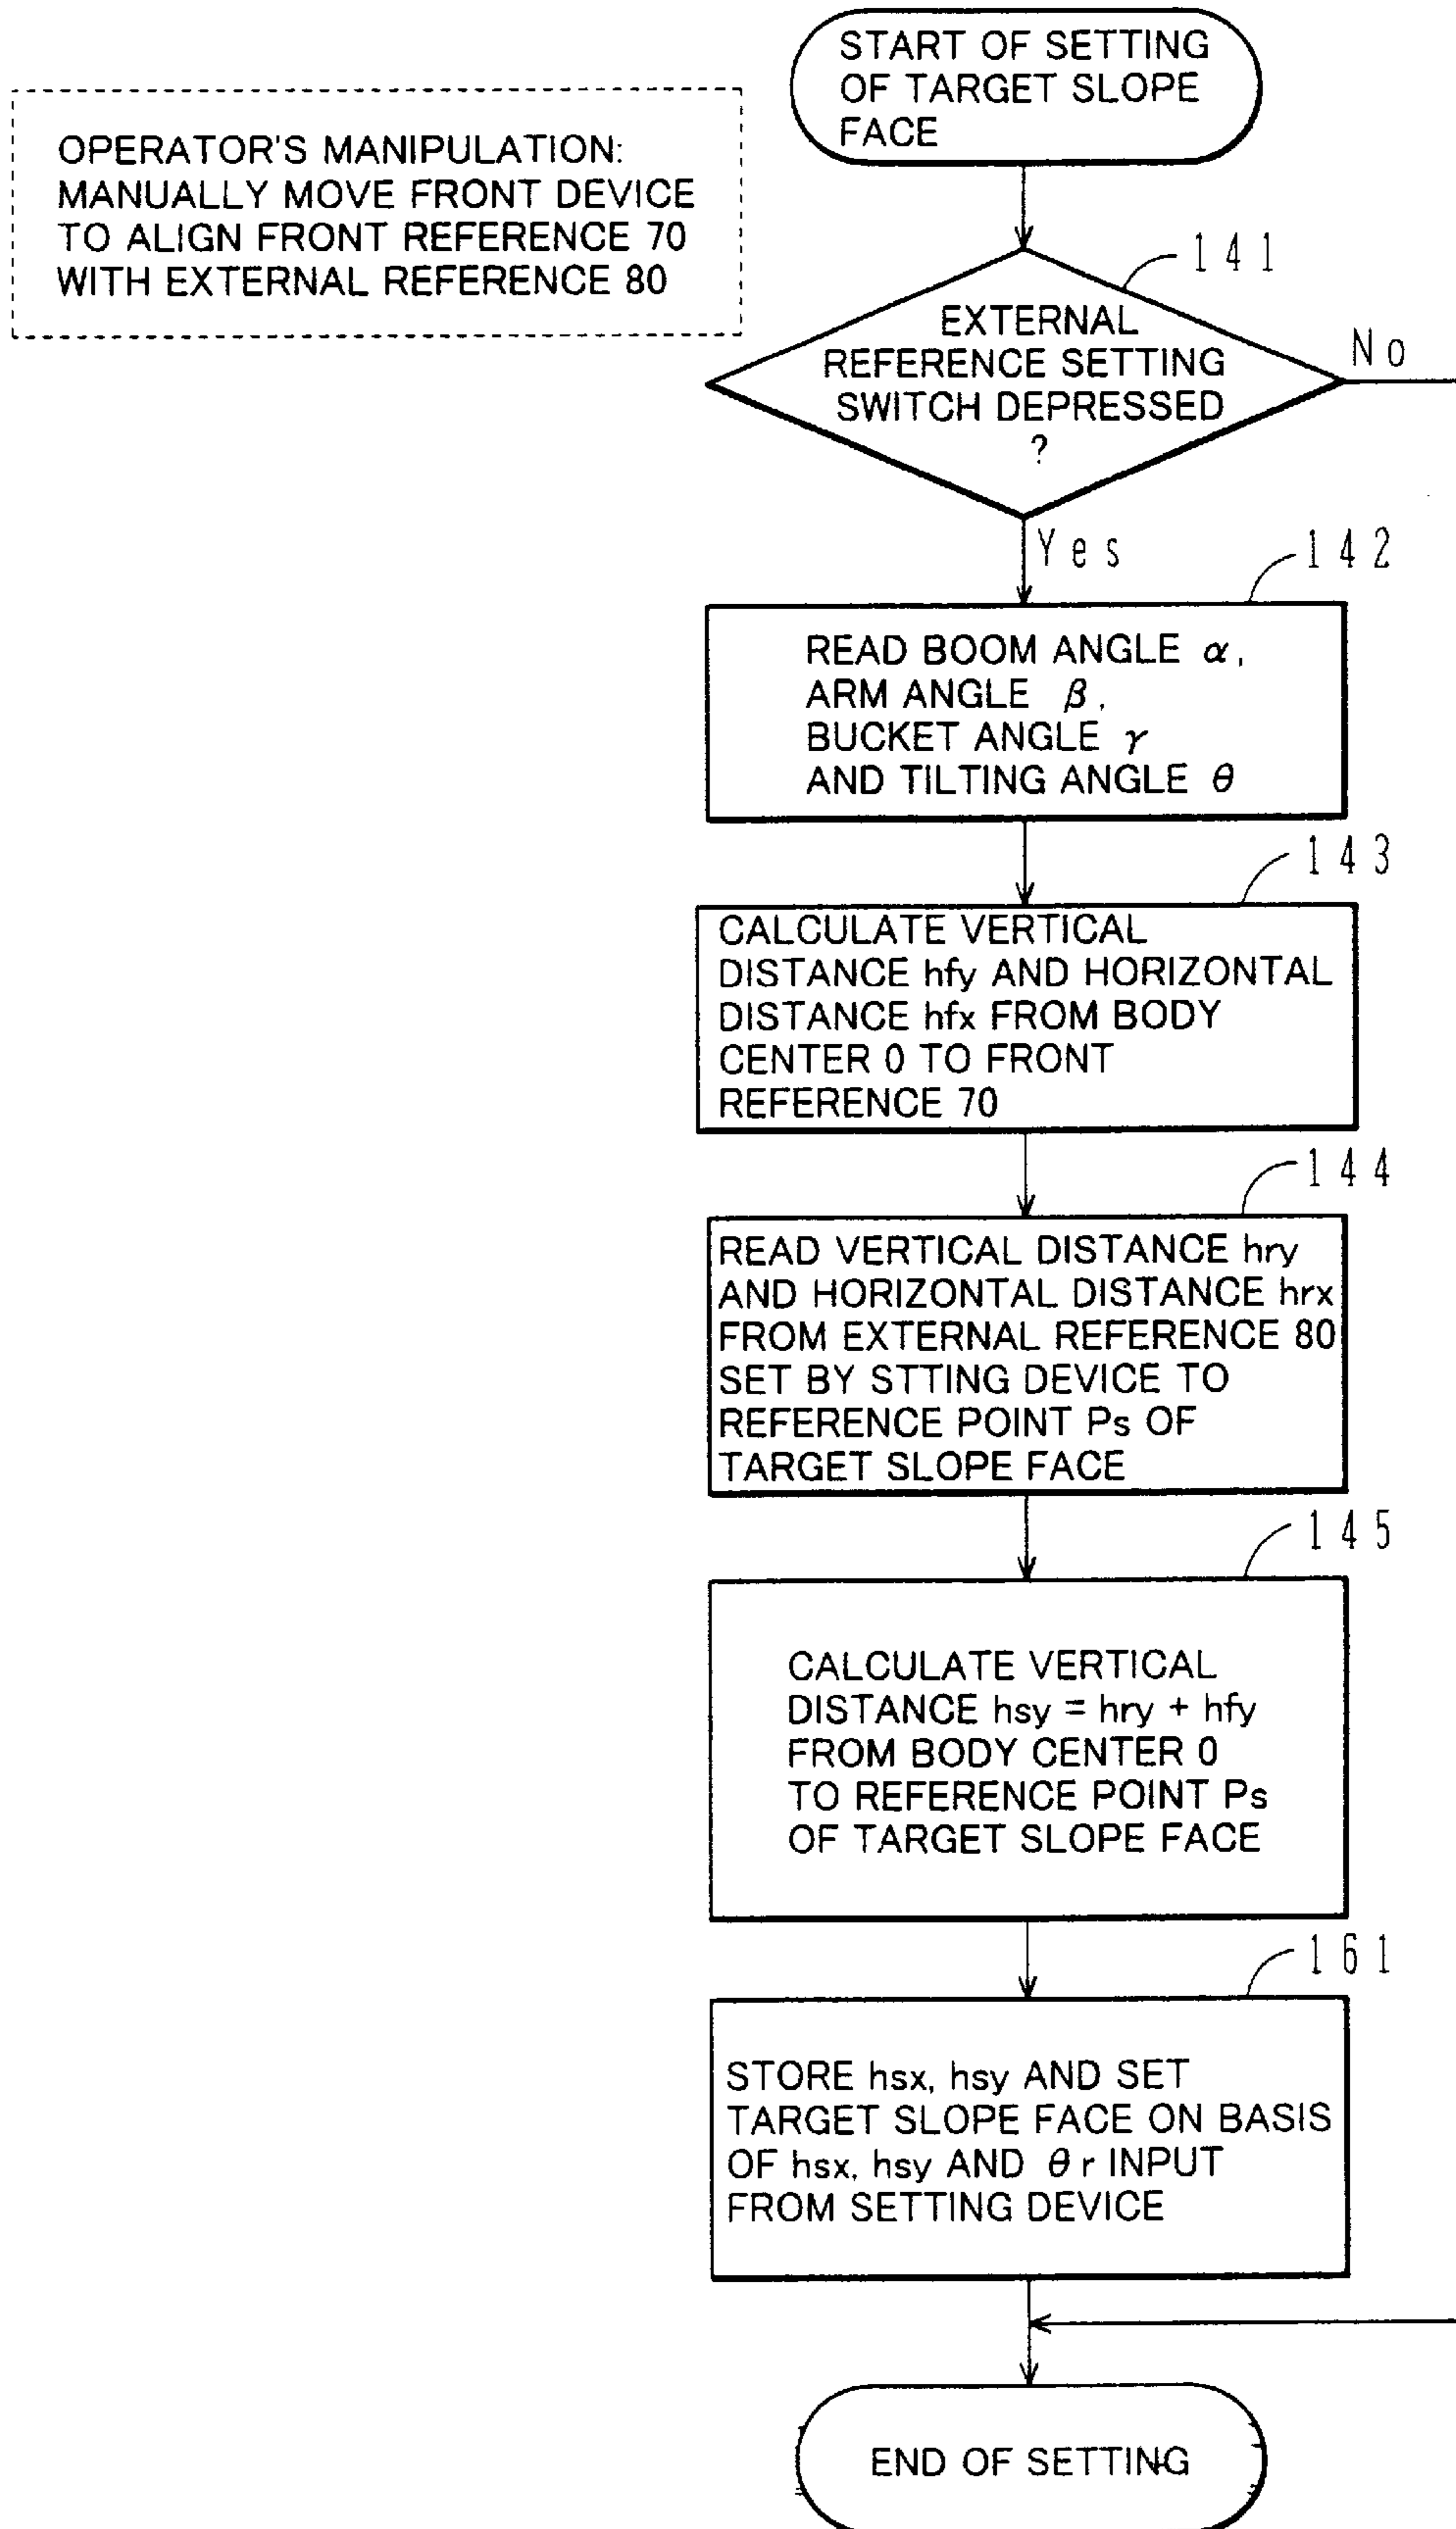 START OF SETTING
OF TARGET SLOPE
FACE
OPERATOR'S MANIPULATION:
MANUALLY MOVE FRONT DEVICE
TO ALIGN FRONT REFERENCE 70
WITH EXTERNAL REFERENCE 80
141
EXTERNAL
REFERENCE SETTING
SWITCH DEPRESSED
?
No
Yes
142
READ BOOM ANGLE α,
ARM ANGLE β,
BUCKET ANGLE γ
AND TILTING ANGLE θ
143
CALCULATE VERTICAL
DISTANCE hfy AND HORIZONTAL
DISTANCE hfx FROM BODY
CENTER 0 TO FRONT
REFERENCE 70
144
READ VERTICAL DISTANCE hry
AND HORIZONTAL DISTANCE hrx
FROM EXTERNAL REFERENCE 80
SET BY STTING DEVICE TO
REFERENCE POINT Ps OF
TARGET SLOPE FACE
145
CALCULATE VERTICAL
DISTANCE hsy = hry + hfy
FROM BODY CENTER 0
TO REFERENCE POINT Ps
OF TARGET SLOPE FACE
161
STORE hsx, hsy AND SET
TARGET SLOPE FACE ON BASIS
OF hsx, hsy AND θr INPUT
FROM SETTING DEVICE
END OF SETTING